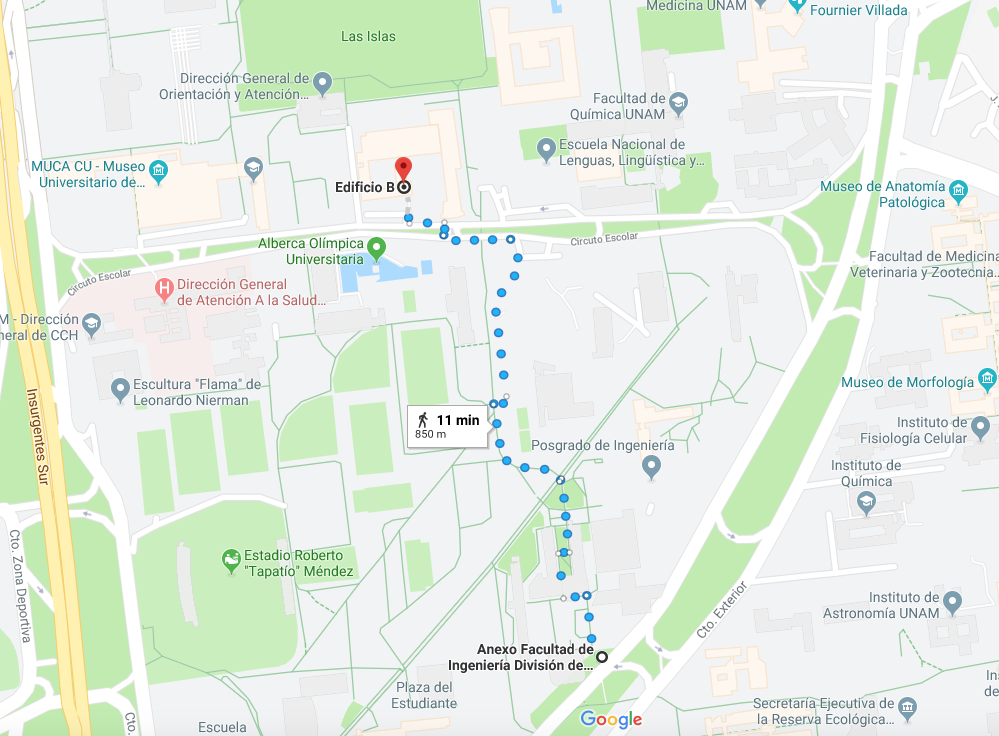 Medicina UNAM
Fournier Villada
Las Islas
Dirección General de
Orientación y Atención...
Facultad de
Química UNAM
Escuela Nacional de
Lenguas, Lingüística y...
MUCA CU - Museo
Universitario de...
Edificio B
Museo de Anatomía
Patológica
Alberca Olímpica
Universitaria
Circuto Escolar
Facultad de Medicina
Veterinaria y Zootecnia...
Circuto Escolar
H
Dirección General
de Atención A la Salud...
M - Dirección
neral de CCH
Escultura "Flama" de
Leonardo Nierman
Museo de Morfología
Insurgentes Sur
11 min
850 m
Posgrado de Ingeniería
Instituto de
Fisiología Celular
Instituto de
Química
Estadio Roberto
"Tapatío" Méndez
Cto. Zona Deportiva
Cto. Exterior
Instituto de
Astronomía UNAM
Anexo Facultad de
Ingeniería División de...
Plaza del
Estudiante
Cto.
Escuela
Google
Secretaría Ejecutiva de
la Reserva Ecológica...
Ins
de